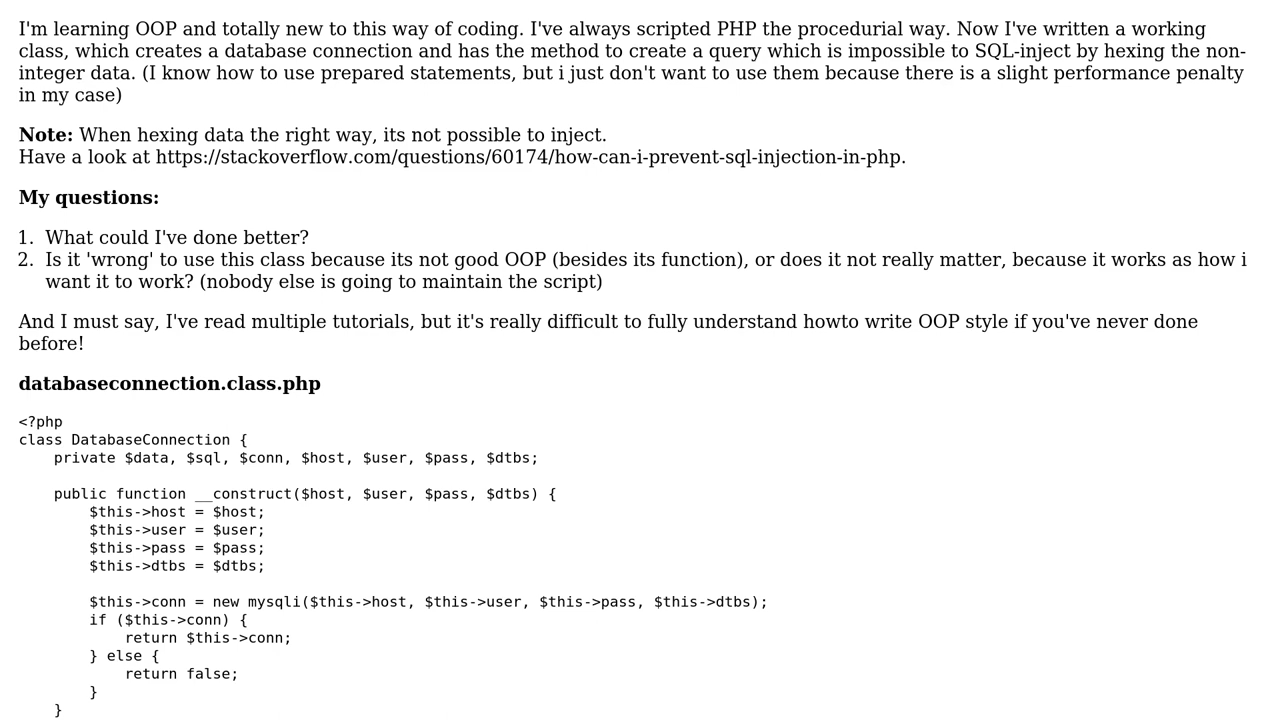 I'm learning OOP and totally new to this way of coding. I've always scripted PHP the procedurial way. Now I've written a working
class, which creates a database connection and has the method to create a query which is impossible to SQL-inject by hexing the non-
integer data. (I know how to use prepared statements, but i just don't want to use them because there is a slight performance penalty
in my case)
Note: When hexing data the right way, its not possible to inject.
Have a look at https://stackoverflow.com/questions/60174/how-can-i-prevent-sql-injection-in-php.
My questions:
1. What could I've done better?
2. Is it 'wrong' to use this class because its not good OOP (besides its function), or does it not really matter, because it works as how i
want it to work? (nobody else is going to maintain the script)
And I must say, I've read multiple tutorials, but it's really difficult to fully understand howto write OOP style if you've never done
before!
databaseconnection.class.php
<?php
class DatabaseConnection {
    private $data, $sql, $conn, $host, $user, $pass, $dtbs;
    public function __construct($host, $user, $pass, $dtbs) {
        $this->host = $host;
        $this->user = $user;
        $this->pass = $pass;
        $this->dtbs = $dtbs;
        $this->conn = new mysqli($this->host, $this->user, $this->pass, $this->dtbs);
        if ($this->conn) {
            return $this->conn;
        } else {
            return false;
        }
    }